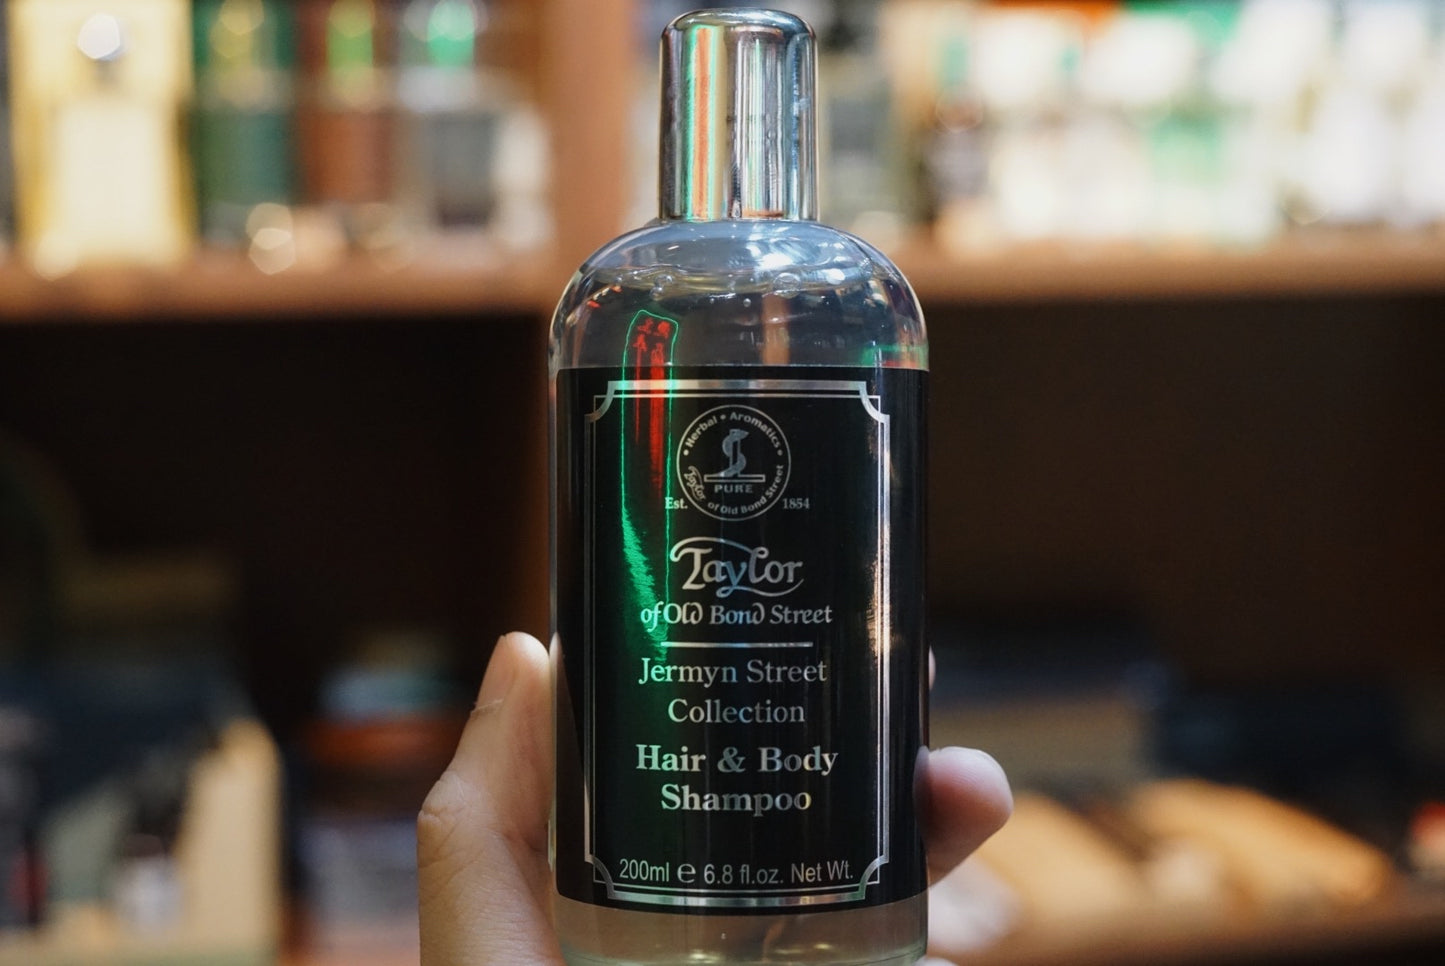 Herbal • Aromatics •
PURE
Taylor of Old Bond Street
Est. 1854
Taylor
of Old Bond Street
Jermyn Street
Collection
Hair & Body
Shampoo
200ml ℮ 6.8 fl.oz. Net Wt.